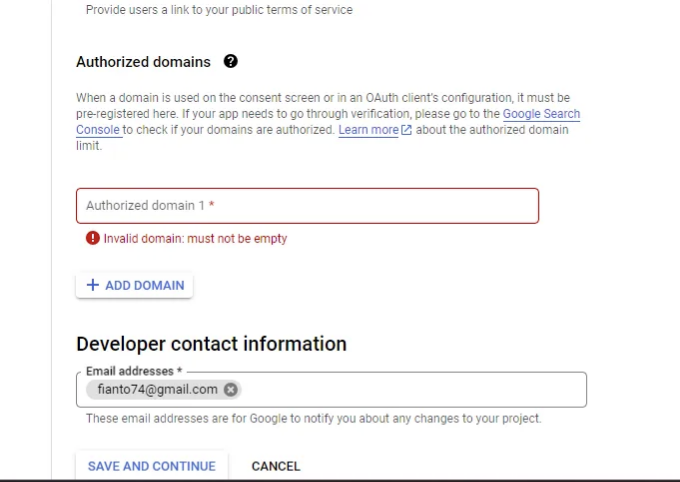 Provide users a link to your public terms of service
Authorized domains ?
When a domain is used on the consent screen or in an OAuth client's configuration, it must be
pre-registered here. If your app needs to go through verification, please go to the Google Search
Console to check if your domains are authorized. Learn more about the authorized domain
limit.
Authorized domain 1 *
! Invalid domain: must not be empty
+ ADD DOMAIN
Developer contact information
Email addresses *
fianto74@gmail.com
These email addresses are for Google to notify you about any changes to your project.
SAVE AND CONTINUE CANCEL